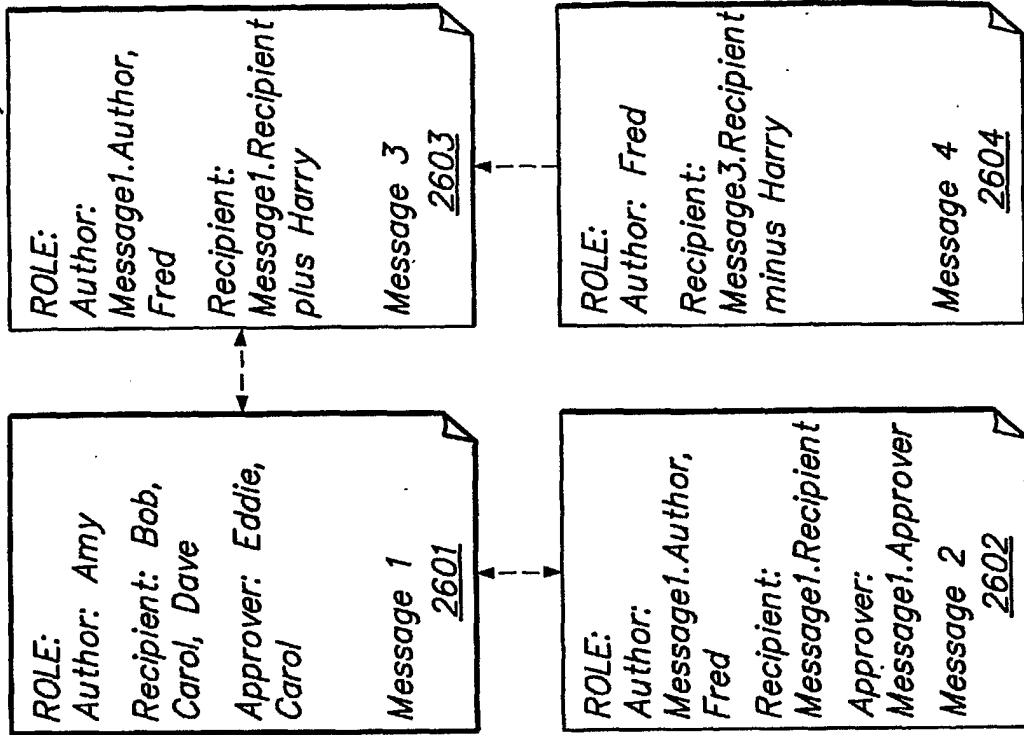 ROLE:
Author: Amy
Recipient: Bob,
Carol, Dave
Approver: Eddie,
Carol
Message 1
2601
ROLE:
Author:
Message1.Author,
Fred
Recipient:
Message1.Recipient
Approver:
Message1.Approver
Message 2
2602
ROLE:
Author:
Message1.Author,
Fred
Recipient:
Message1.Recipient
plus Harry
Message 3
2603
ROLE:
Author: Fred
Recipient:
Message3.Recipient
minus Harry
Message 4
2604